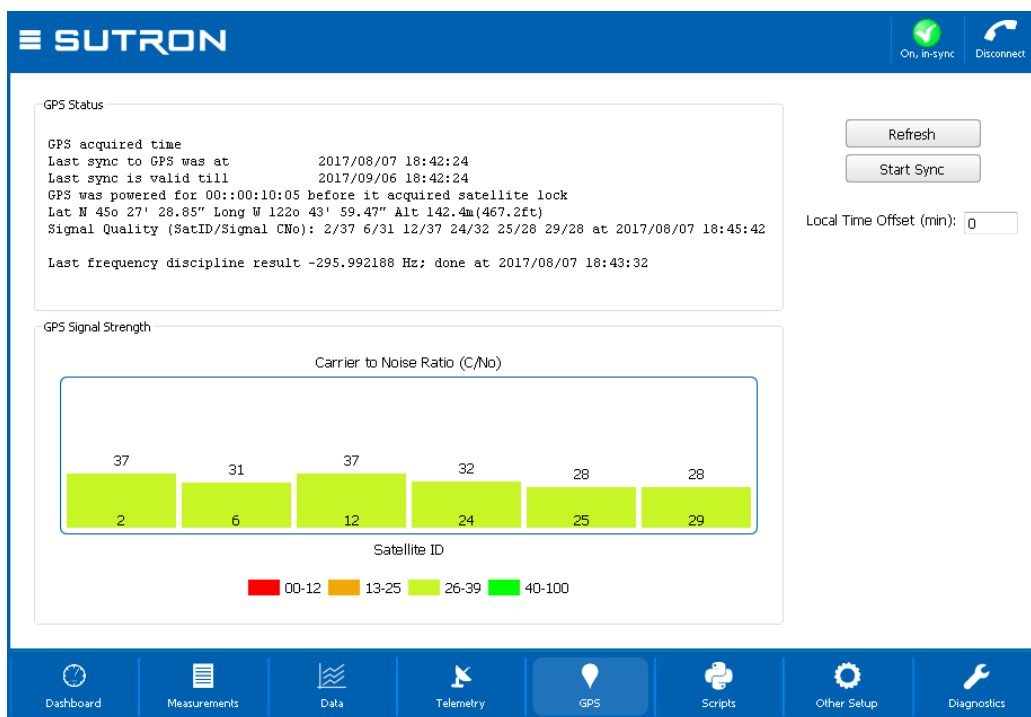 SUTRON
On, in-sync
Disconnect
GPS Status
GPS acquired time
Last sync to GPS was at 2017/08/07 18:42:24
Last sync is valid till 2017/09/06 18:42:24
GPS was powered for 00::00:10:05 before it acquired satellite lock
Lat N 45o 27' 28.85" Long W 122o 43' 59.47" Alt 142.4m(467.2ft)
Signal Quality (SatID/Signal CNo): 2/37 6/31 12/37 24/32 25/28 29/28 at 2017/08/07 18:45:42
Last frequency discipline result -295.992188 Hz; done at 2017/08/07 18:43:32
Refresh
Start Sync
Local Time Offset (min): 0
GPS Signal Strength
Carrier to Noise Ratio (C/No)
37 31 37 32 28 28
2 6 12 24 25 29
Satellite ID
00-12 13-25 26-39 40-100
Dashboard Measurements Data Telemetry GPS Scripts Other Setup Diagnostics